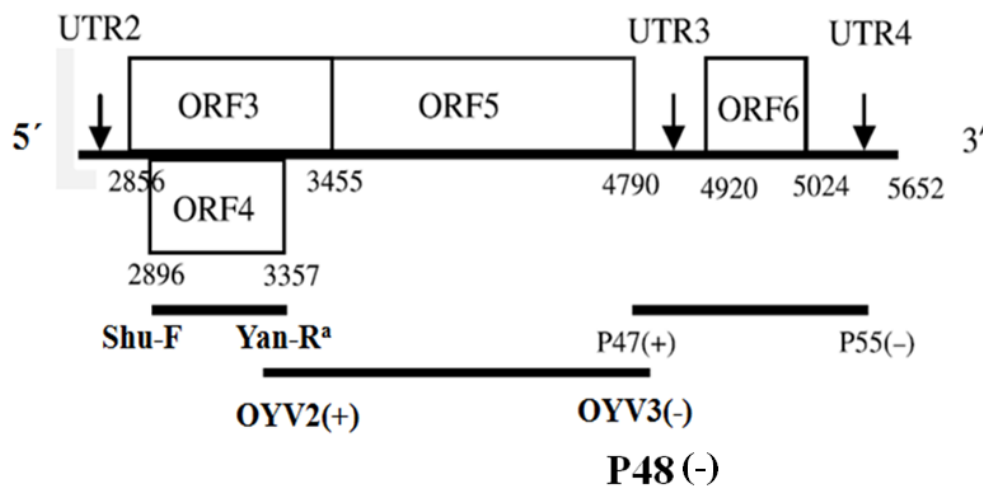 UTR2 UTR3 UTR4
ORF3 ORF5 ORF6
5´ 3′
2856 3455 4790 4920 5024 5652
ORF4
2896 3357
Shu-F Yan-Rᵃ P47(+) P55(–)
OYV2(+) OYV3(-)
P48 (-)